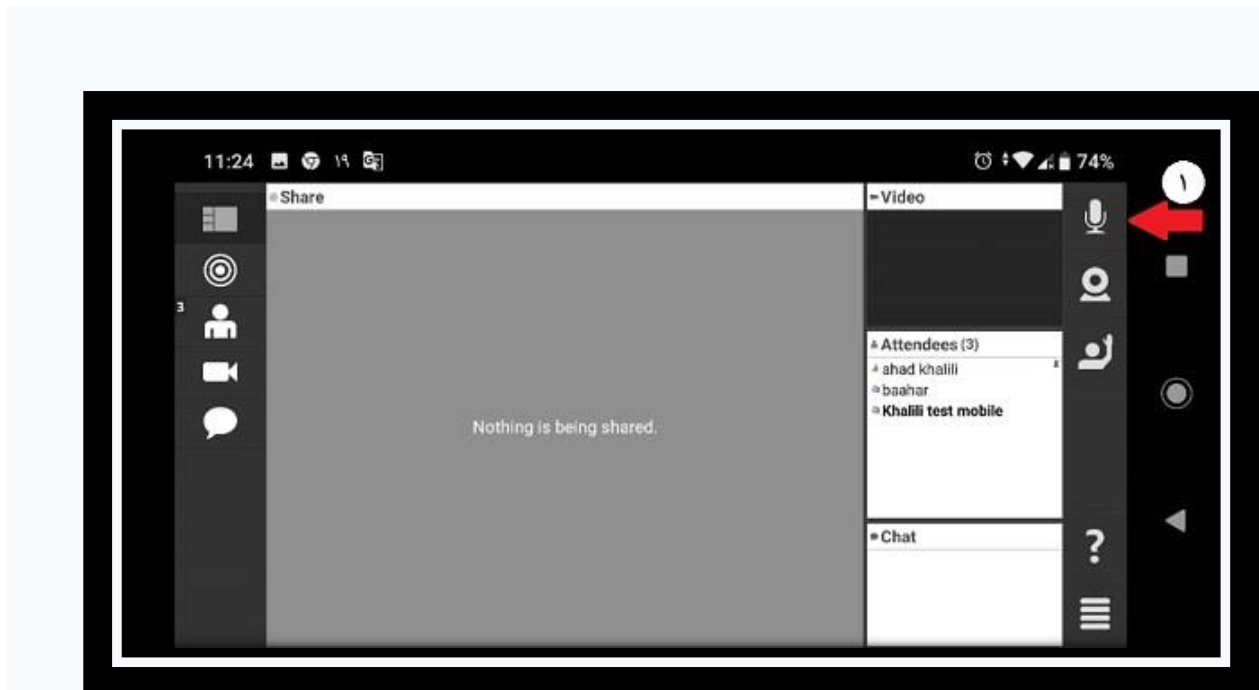 11:24 ۱۹ 74%
۱
Share
Video
3
Attendees (3)
ahad khalili
baahar
Khalili test mobile
Nothing is being shared.
Chat
?